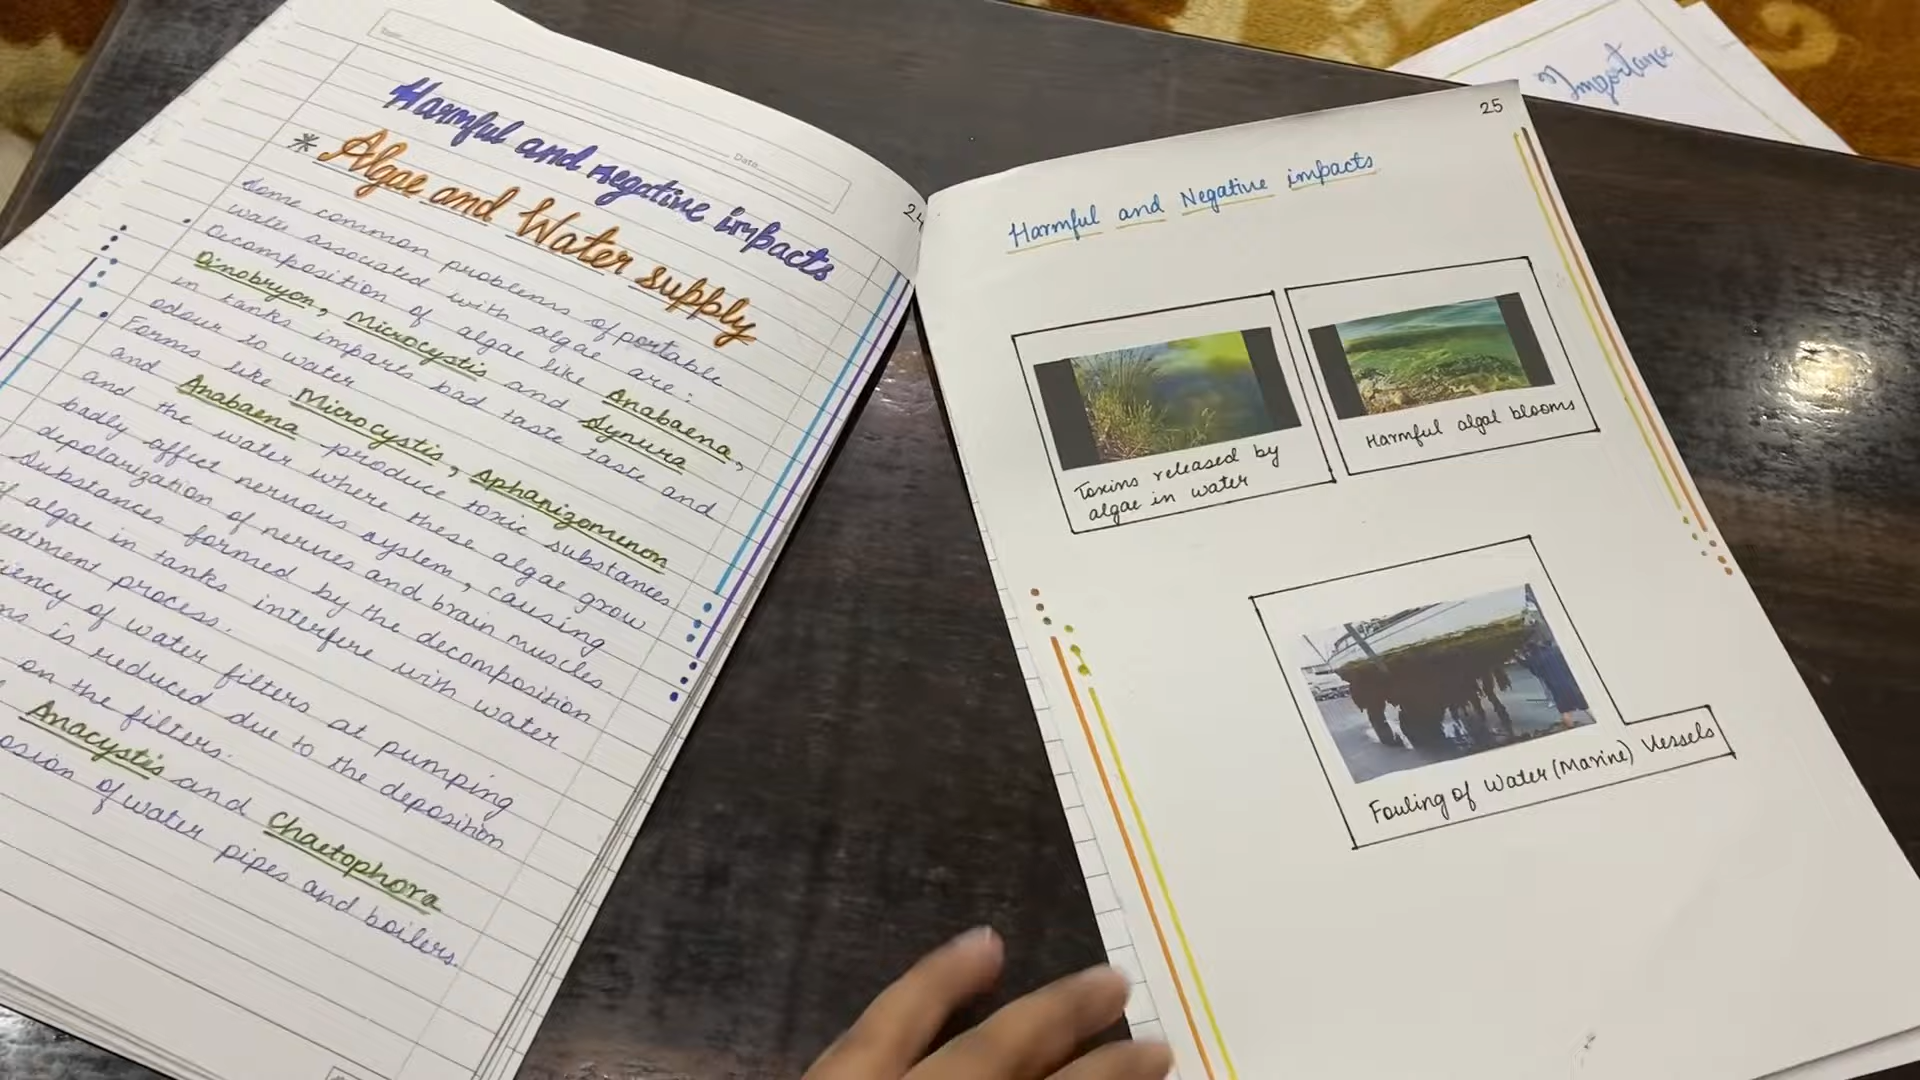 Date
24
Harmful and negative impacts
* Algae and Water supply
Some common problems of portable
water associated with algae are:
Decomposition of algae like Anabaena,
Dinobryon, Microcystis and Synura
in tanks imparts bad taste taste and
odour to water
Forms like Microcystis, Aphanizomenon
and Anabaena produce toxic substances
and the water where these algae grow
badly affect nervous system, causing
depolarization of nerves and brain muscles
Substances formed by the decomposition
of algae in tanks interfere with water
process.
of water filters at pumping
is reduced due to the deposition
on the filters.
Anacystis and Chaetophora
of water pipes and boilers.
25
Harmful and Negative impacts
Toxins released by
algae in water
Harmful algal blooms
Fouling of Water (Marine) Vessels
Importance